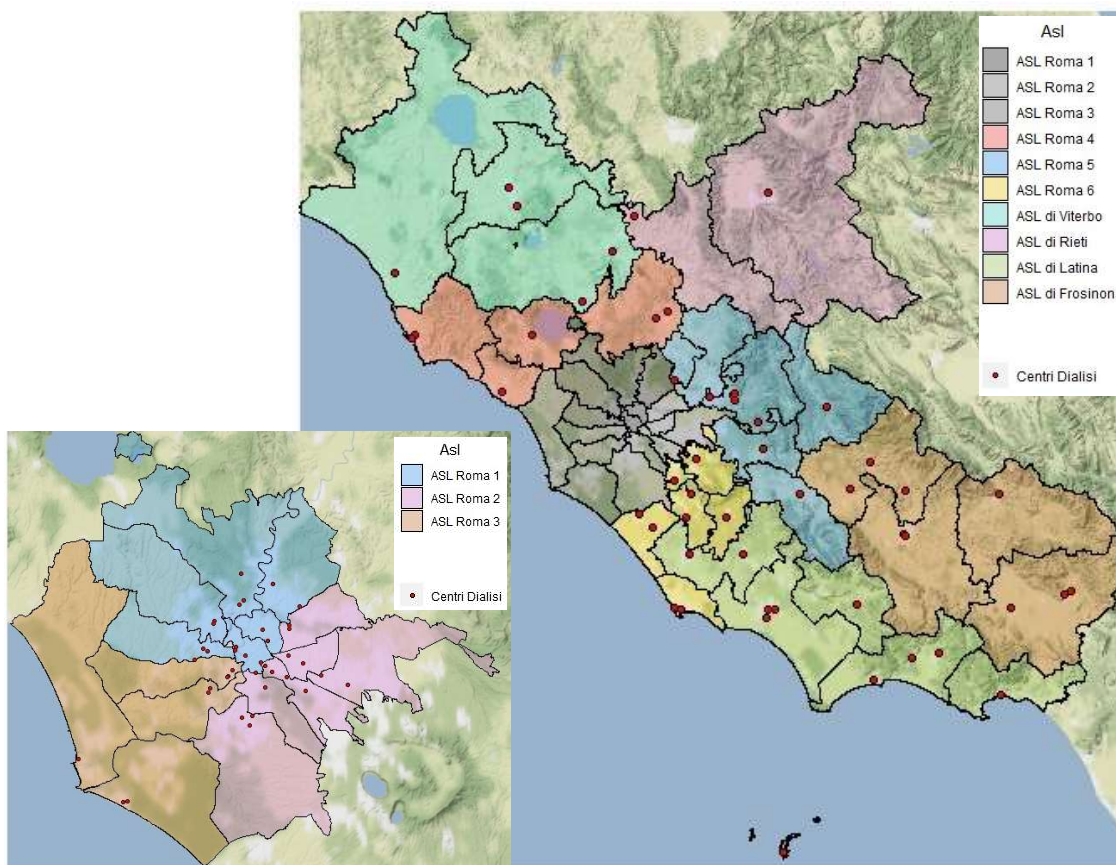 Asl
ASL Roma 1
ASL Roma 2
ASL Roma 3
ASL Roma 4
ASL Roma 5
ASL Roma 6
ASL di Viterbo
ASL di Rieti
ASL di Latina
ASL di Frosinon
Centri Dialisi
Asl
ASL Roma 1
ASL Roma 2
ASL Roma 3
Centri Dialisi